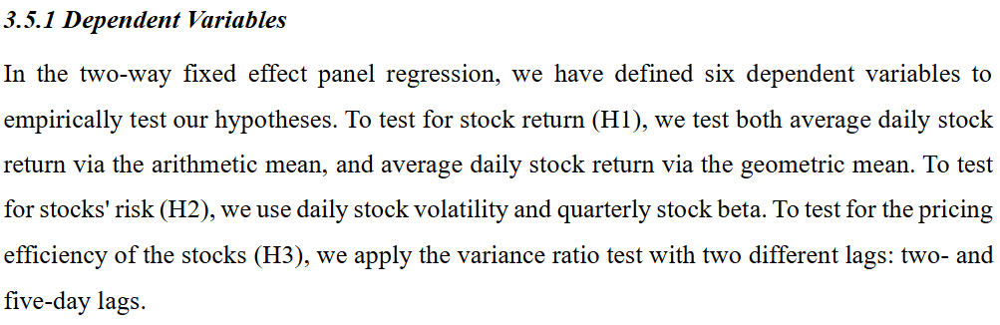 3.5.1 Dependent Variables
In the two-way fixed effect panel regression, we have defined six dependent variables to
empirically test our hypotheses. To test for stock return (H1), we test both average daily stock
return via the arithmetic mean, and average daily stock return via the geometric mean. To test
for stocks' risk (H2), we use daily stock volatility and quarterly stock beta. To test for the pricing
efficiency of the stocks (H3), we apply the variance ratio test with two different lags: two- and
five-day lags.